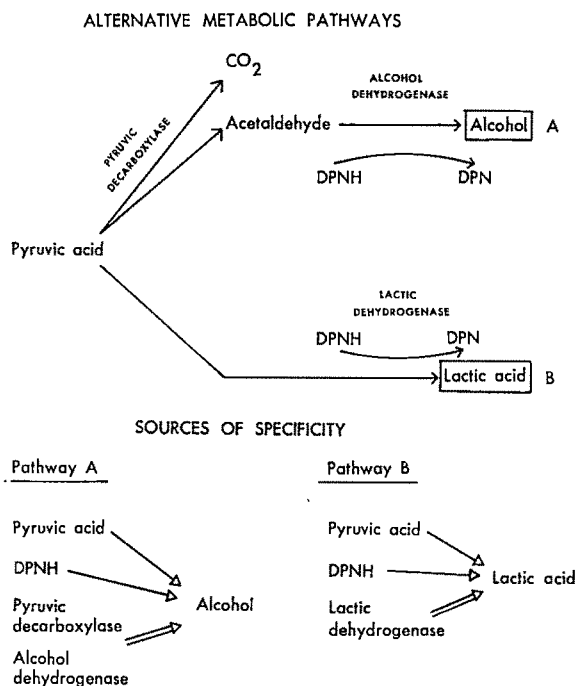 ALTERNATIVE METABOLIC PATHWAYS
CO2
PYRUVIC
DECARBOXYLASE
ALCOHOL
DEHYDROGENASE
Acetaldehyde
Alcohol A
DPNH DPN
Pyruvic acid
LACTIC
DEHYDROGENASE
DPNH DPN
Lactic acid B
SOURCES OF SPECIFICITY
Pathway A
Pyruvic acid
DPNH
Alcohol
Pyruvic
decarboxylase
Alcohol
dehydrogenase
Pathway B
Pyruvic acid
DPNH
Lactic acid
Lactic
dehydrogenase